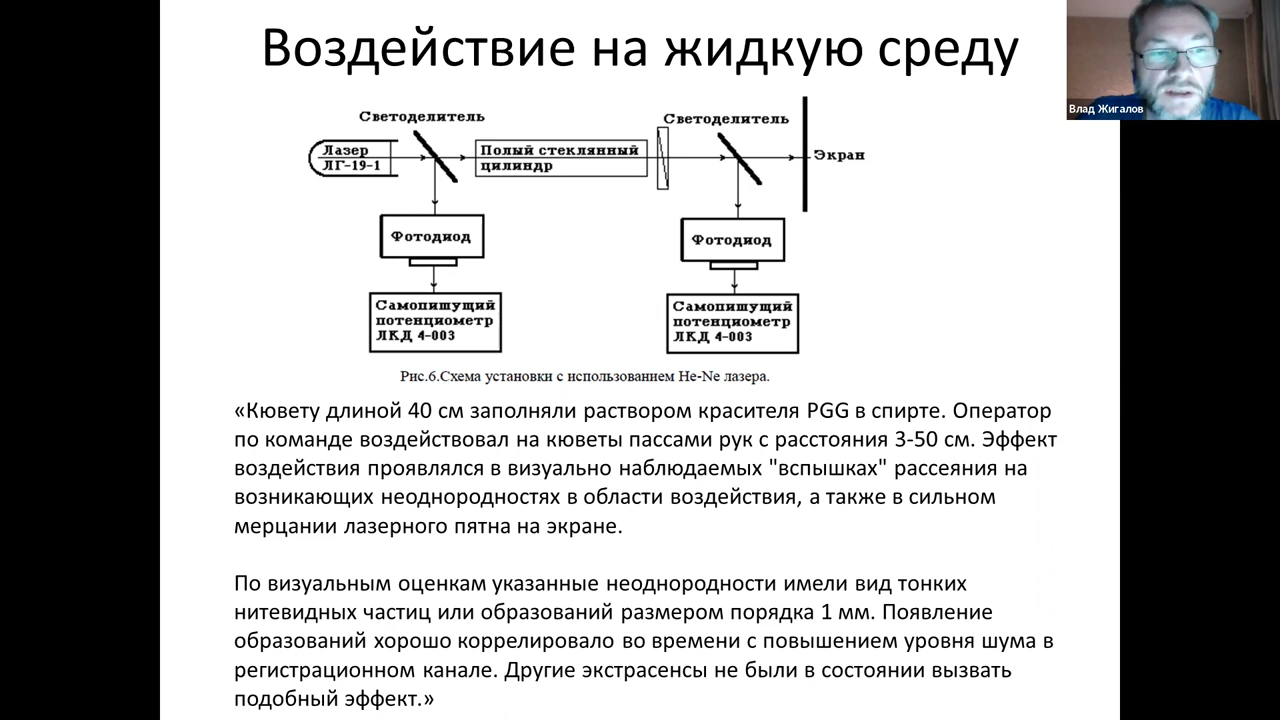 Воздействие на жидкую среду
Влад Жигалов
Светоделитель
Светоделитель
Лазер
ЛГ-19-1
Полый стеклянный
цилиндр
Экран
Фотодиод
Фотодиод
Самопишущий
потенциометр
ЛКД 4-003
Самопишущий
потенциометр
ЛКД 4-003
Рис.6.Схема установки с использованием He-Ne лазера.
«Кювету длиной 40 см заполняли раствором красителя PGG в спирте. Оператор
по команде воздействовал на кюветы пассами рук с расстояния 3-50 см. Эффект
воздействия проявлялся в визуально наблюдаемых "вспышках" рассеяния на
возникающих неоднородностях в области воздействия, а также в сильном
мерцании лазерного пятна на экране.
По визуальным оценкам указанные неоднородности имели вид тонких
нитевидных частиц или образований размером порядка 1 мм. Появление
образований хорошо коррелировало во времени с повышением уровня шума в
регистрационном канале. Другие экстрасенсы не были в состоянии вызвать
подобный эффект.»